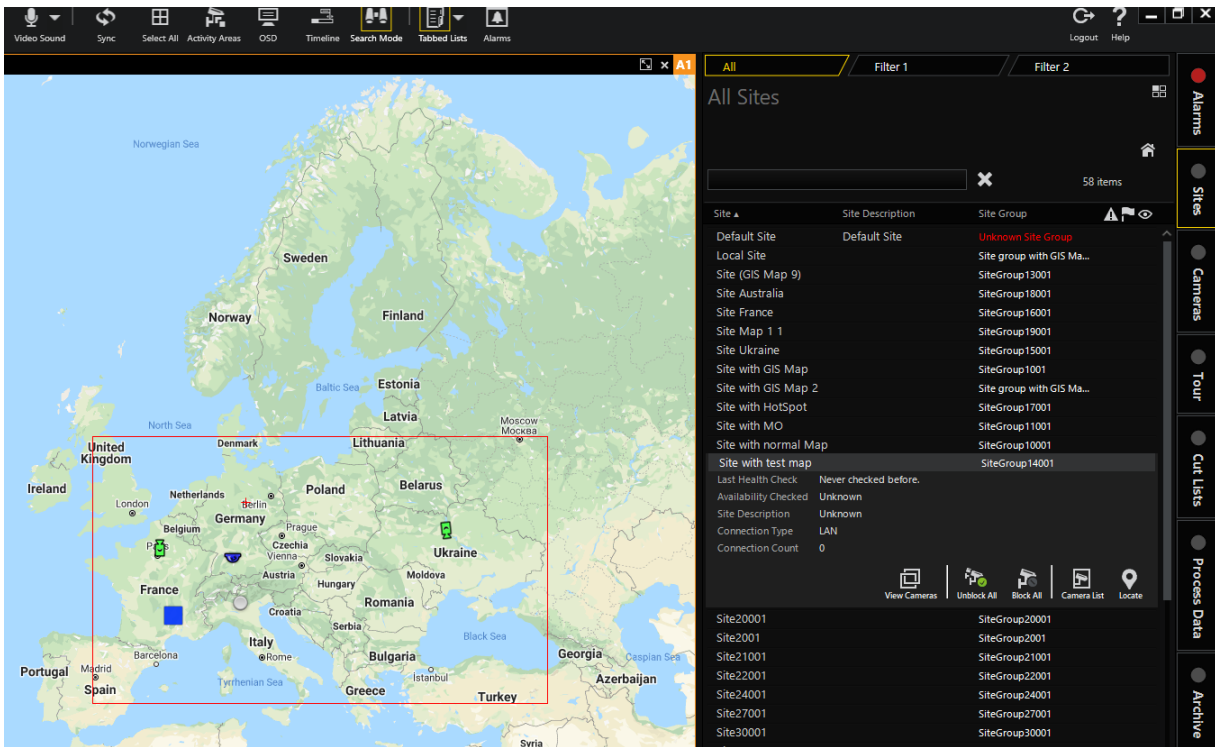 Video Sound Sync Select All Activity Areas OSD Timeline Search Mode Tabbed Lists Alarms Logout Help
A1
Norwegian Sea
Sweden
Norway
Finland
Baltic Sea
Estonia
Latvia
North Sea
Moscow
Москва
Denmark
Lithuania
United
Kingdom
Ireland
Netherlands
Poland
Belarus
London
Berlin
Germany
Belgium
Prague
Paris
Czechia
Vienna
Slovakia
Ukraine
Austria
Hungary
Moldova
France
Romania
Croatia
Serbia
Italy
Black Sea
Barcelona
Rome
Bulgaria
Georgia
Caspian Sea
Portugal
Madrid
Istanbul
Azerbaijan
Spain
Tyrrhenian Sea
Greece
Turkey
Syria
All Filter 1 Filter 2
All Sites
58 items
Site Site Description Site Group
Default Site Default Site Unknown Site Group
Local Site Site group with GIS Ma...
Site (GIS Map 9) SiteGroup13001
Site Australia SiteGroup18001
Site France SiteGroup16001
Site Map 1 1 SiteGroup19001
Site Ukraine SiteGroup15001
Site with GIS Map SiteGroup1001
Site with GIS Map 2 Site group with GIS Ma...
Site with HotSpot SiteGroup17001
Site with MO SiteGroup11001
Site with normal Map SiteGroup10001
Site with test map SiteGroup14001
Last Health Check Never checked before.
Availability Checked Unknown
Site Description Unknown
Connection Type LAN
Connection Count 0
View Cameras Unblock All Block All Camera List Locate
Site20001 SiteGroup20001
Site2001 SiteGroup2001
Site21001 SiteGroup21001
Site22001 SiteGroup22001
Site24001 SiteGroup24001
Site27001 SiteGroup27001
Site30001 SiteGroup30001
Alarms
Sites
Cameras
Tour
Cut Lists
Process Data
Archive